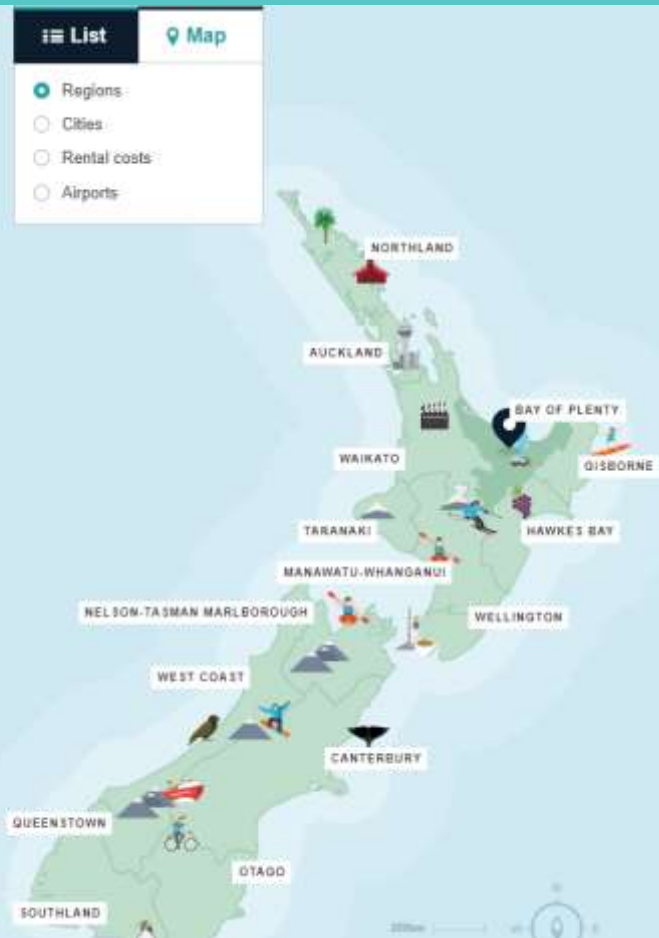 List
Map
Regions
Cities
Rental costs
Airports
NORTHLAND
AUCKLAND
BAY OF PLENTY
WAIKATO
GISBORNE
TARANAKI
HAWKES BAY
MANAWATU-WHANGANUI
NELSON-TASMAN MARLBOROUGH
WELLINGTON
WEST COAST
CANTERBURY
QUEENSTOWN
OTAGO
SOUTHLAND